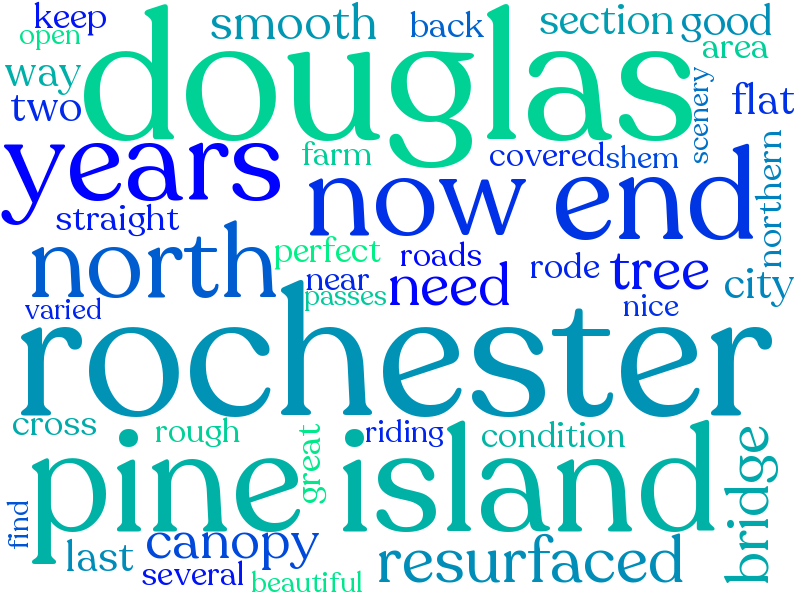 keep
smooth
back
section
good
open
area
way
douglas
scenery
two
flat
years
farm
covered
shem
straight
now
end
northern
north
perfect
roads
near
need
rode
tree
city
passes
varied
nice
rochester
cross
rough
great
riding
condition
bridge
pine island
find
last
canopy
several
beautiful
resurfaced